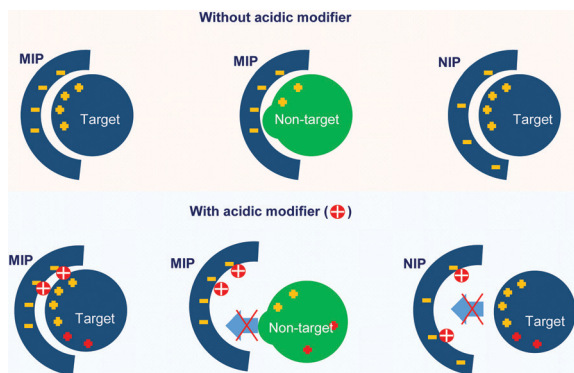 Without acidic modifier
MIP
MIP
NIP
Target
Non-target
Target
With acidic modifier ( )
MIP
MIP
NIP
Target
Non-target
Target